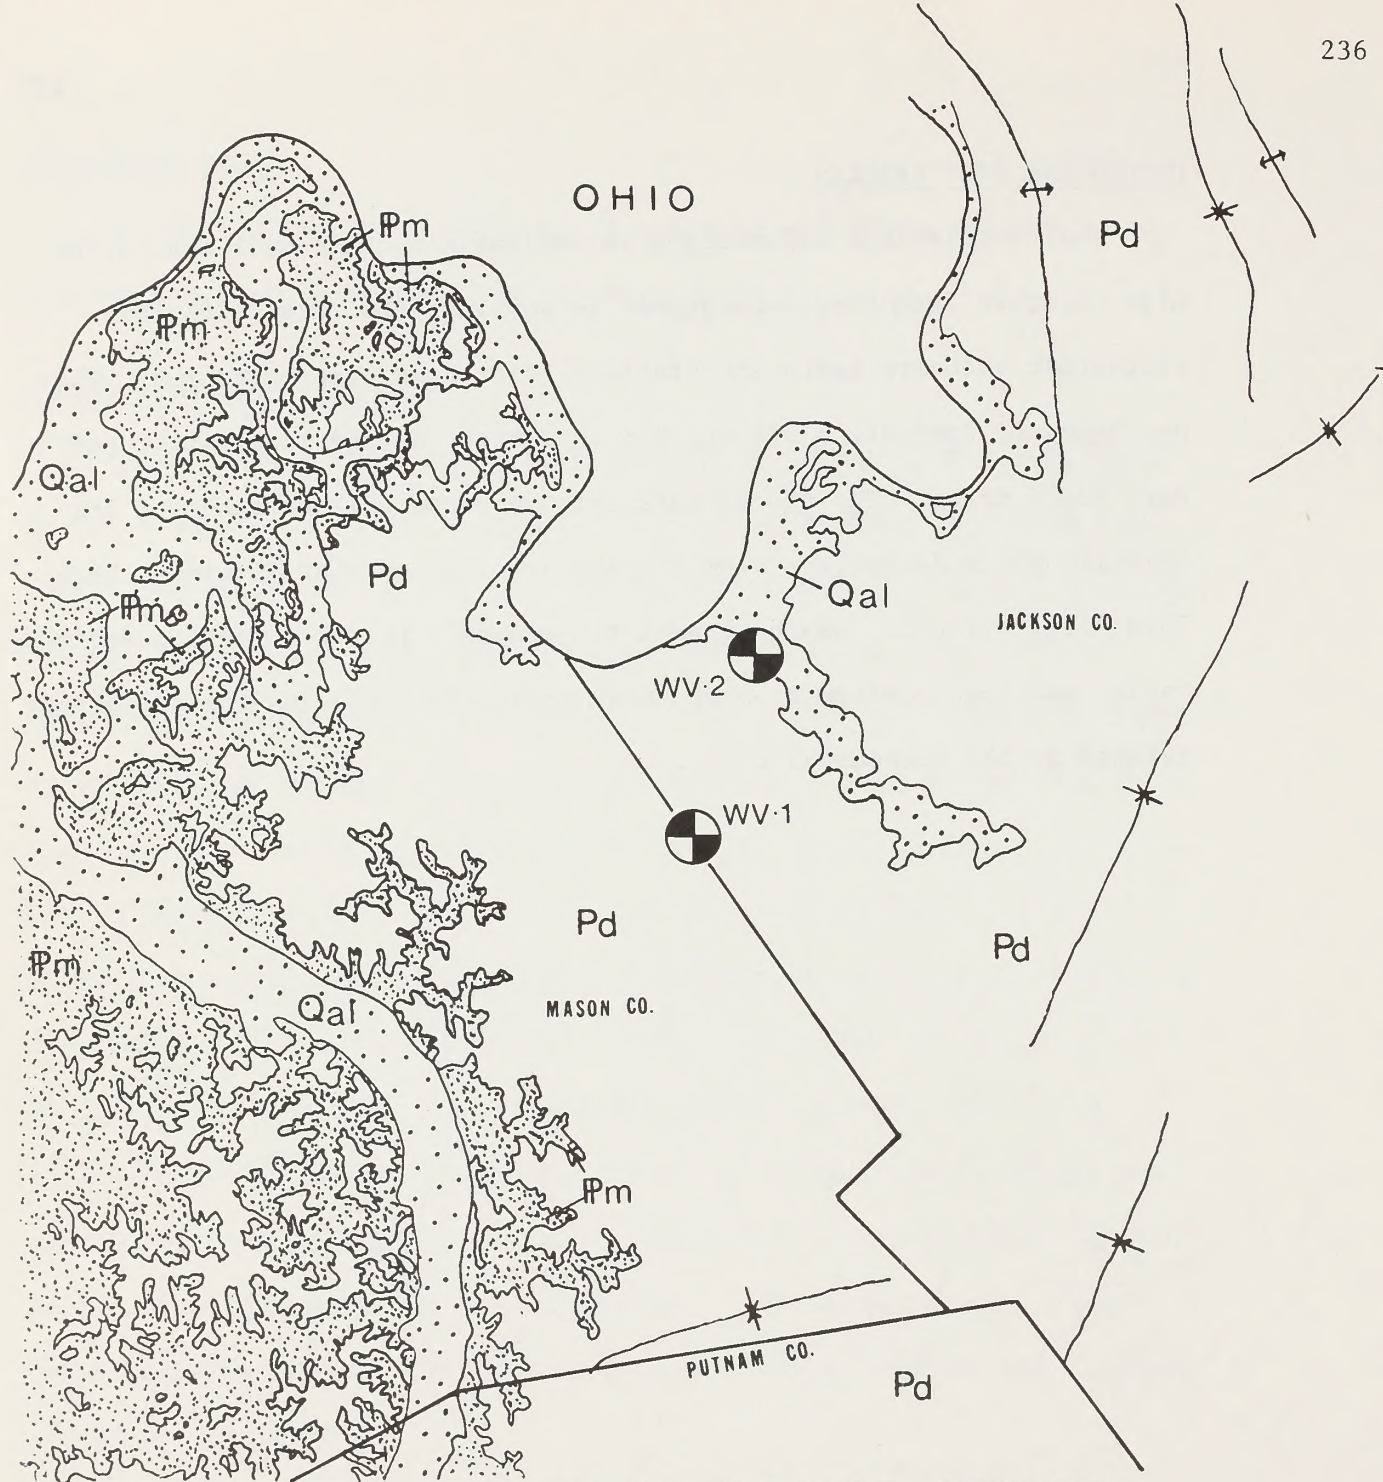 236
OHIO
ℙm
Pd
ℙm
Qal
Pd
Qal
JACKSON CO.
ℙm
WV·2
WV·1
Pd
Pd
ℙm
MASON CO.
Qal
ℙm
PUTNAM CO.
Pd